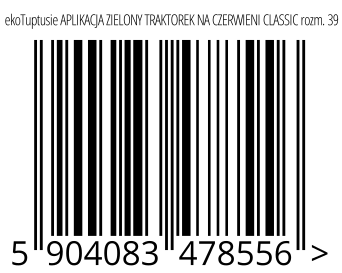 ekoTuptusie APLIKACJA ZIELONY TRAKTOREK NA CZERWIENI CLASSIC rozm. 39
5 904083 478556 >